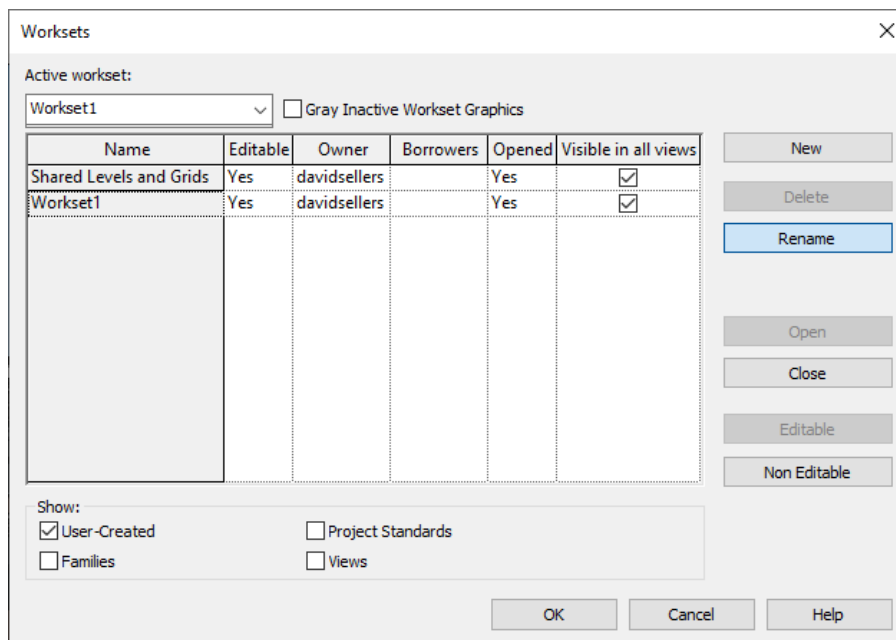 Worksets
Active workset:
Workset1
Gray Inactive Workset Graphics
Name Editable Owner Borrowers Opened Visible in all views
Shared Levels and Grids Yes davidsellers Yes
Workset1 Yes davidsellers Yes
New
Delete
Rename
Open
Close
Editable
Non Editable
Show:
User-Created Project Standards
Families Views
OK Cancel Help